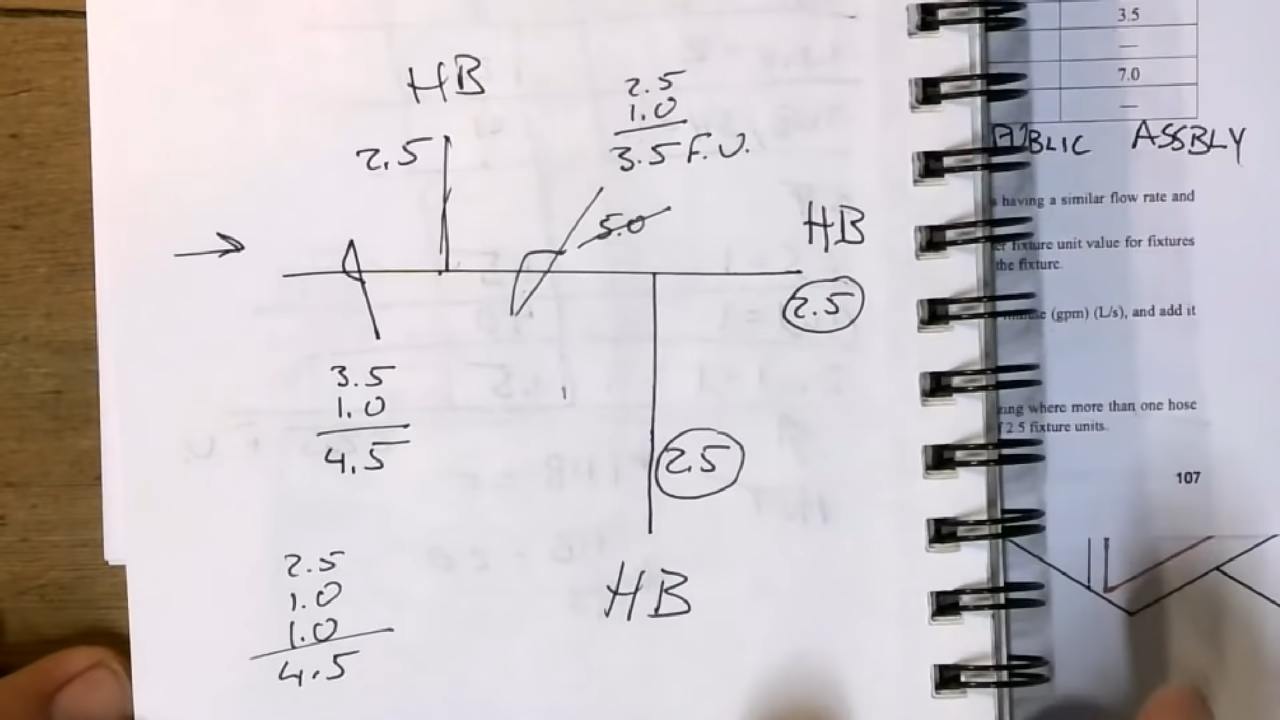 HB
2.5
2.5
1.0
3.5 F.U.
5.0
HB
2.5
3.5
1.0
4.5
2.5
HB
2.5
1.0
1.0
4.5
3.5
—
7.0
—
PUBLIC ASSBLY
having a similar flow rate and
fixture unit value for fixtures
the fixture.
(gpm) (L/s), and add it
where more than one hose
2.5 fixture units.
107